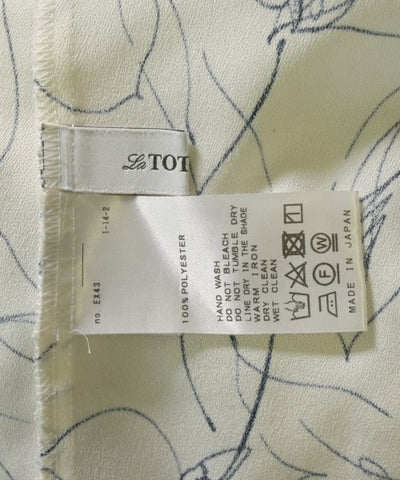 La TOT
no. EX43
1-14-2
100% POLYESTER
HAND WASH
DO NOT BLEACH
DO NOT TUMBLE DRY
LINE DRY IN THE SHADE
WARM IRON
DRY CLEAN
WET CLEAN
F W
MADE IN JAPAN